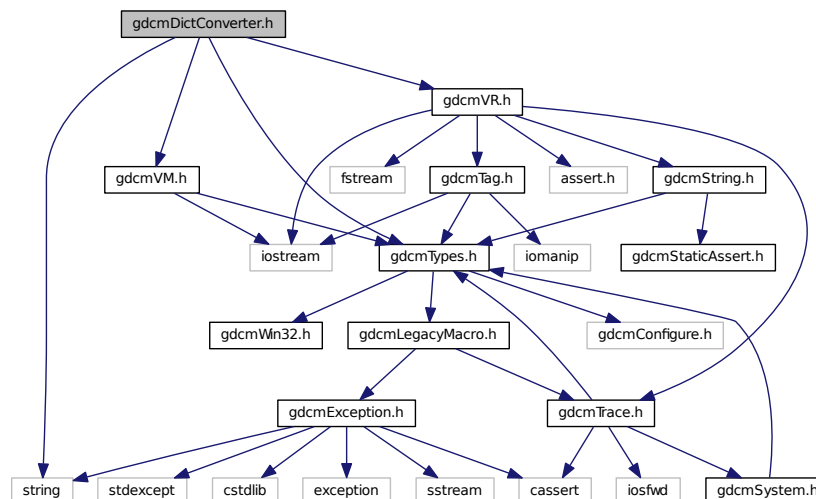 gdcmDictConverter.h
gdcmVR.h
gdcmVM.h
fstream
gdcmTag.h
assert.h
gdcmString.h
iostream
gdcmTypes.h
iomanip
gdcmStaticAssert.h
gdcmWin32.h
gdcmLegacyMacro.h
gdcmConfigure.h
gdcmException.h
gdcmTrace.h
string
stdexcept
cstdlib
exception
sstream
cassert
iosfwd
gdcmSystem.h